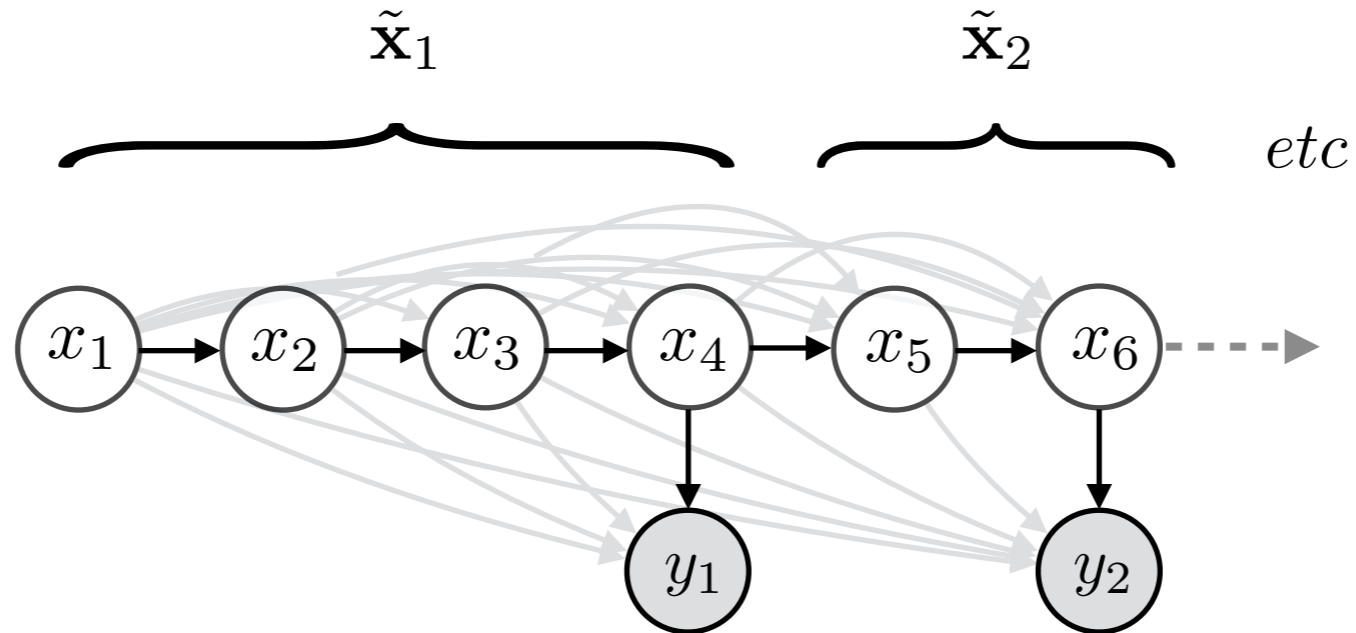 x̃₁ x̃₂
etc
x₁ x₂ x₃ x₄ x₅ x₆
y₁ y₂